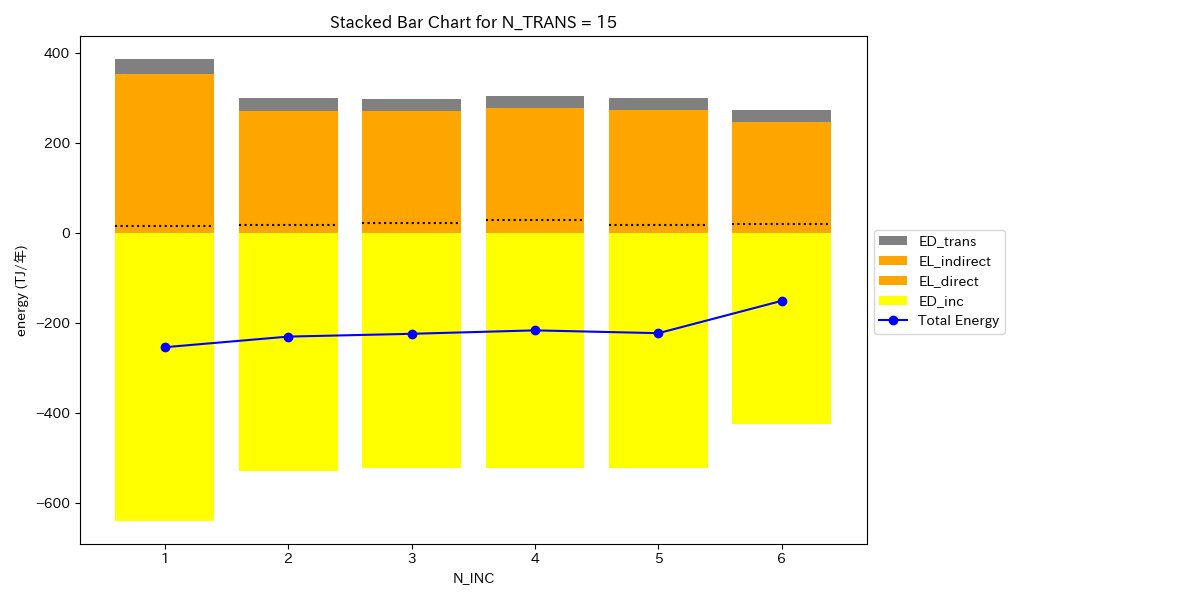 Stacked Bar Chart for N_TRANS = 15
400
200
0
−200
−400
−600
energy (TJ/年)
1 2 3 4 5 6
N_INC
ED_trans
EL_indirect
EL_direct
ED_inc
Total Energy